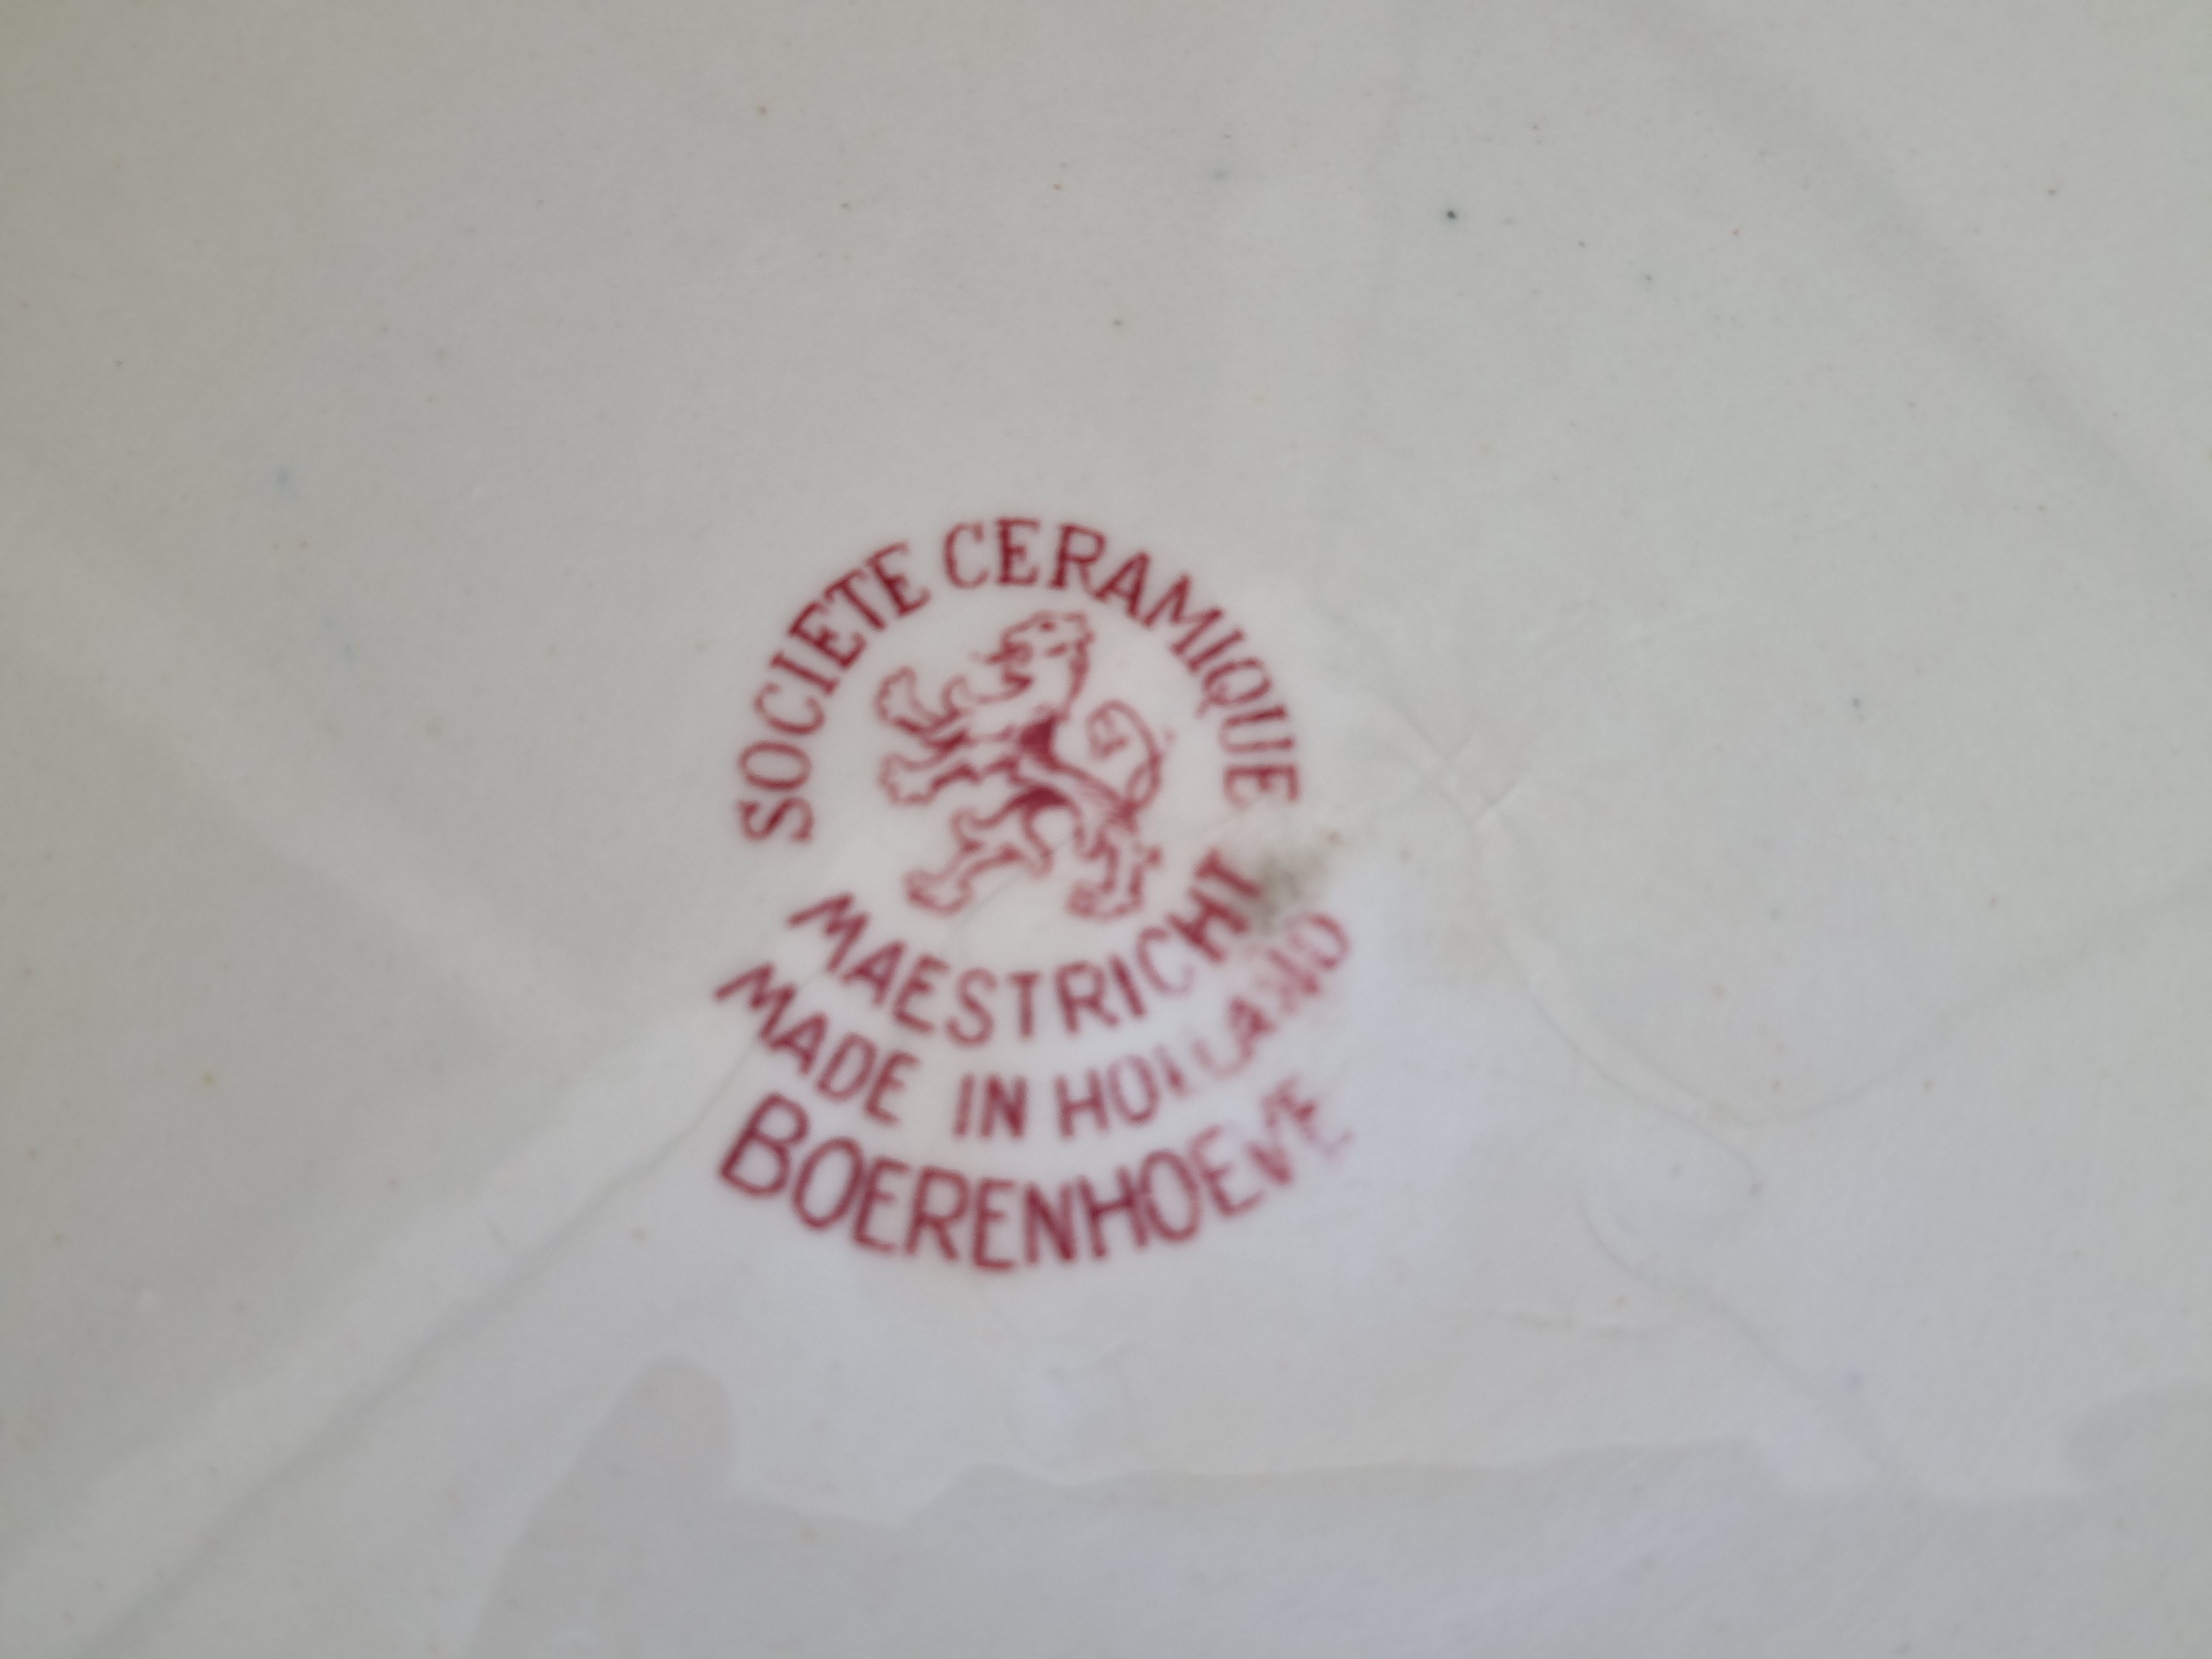 SOCIETE CERAMIQUE
MAESTRICHT
MADE IN HOLLAND
BOERENHOEVE